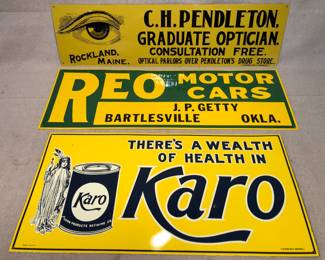 C.H. PENDLETON,
GRADUATE OPTICIAN.
CONSULTATION FREE.
ROCKLAND, MAINE.
OPTICAL PARLORS OVER PENDLETON'S DRUG STORE.
REO MOTOR CARS
J. P. GETTY
BARTLESVILLE OKLA.
THERE'S A WEALTH
OF HEALTH IN
Karo
Karo